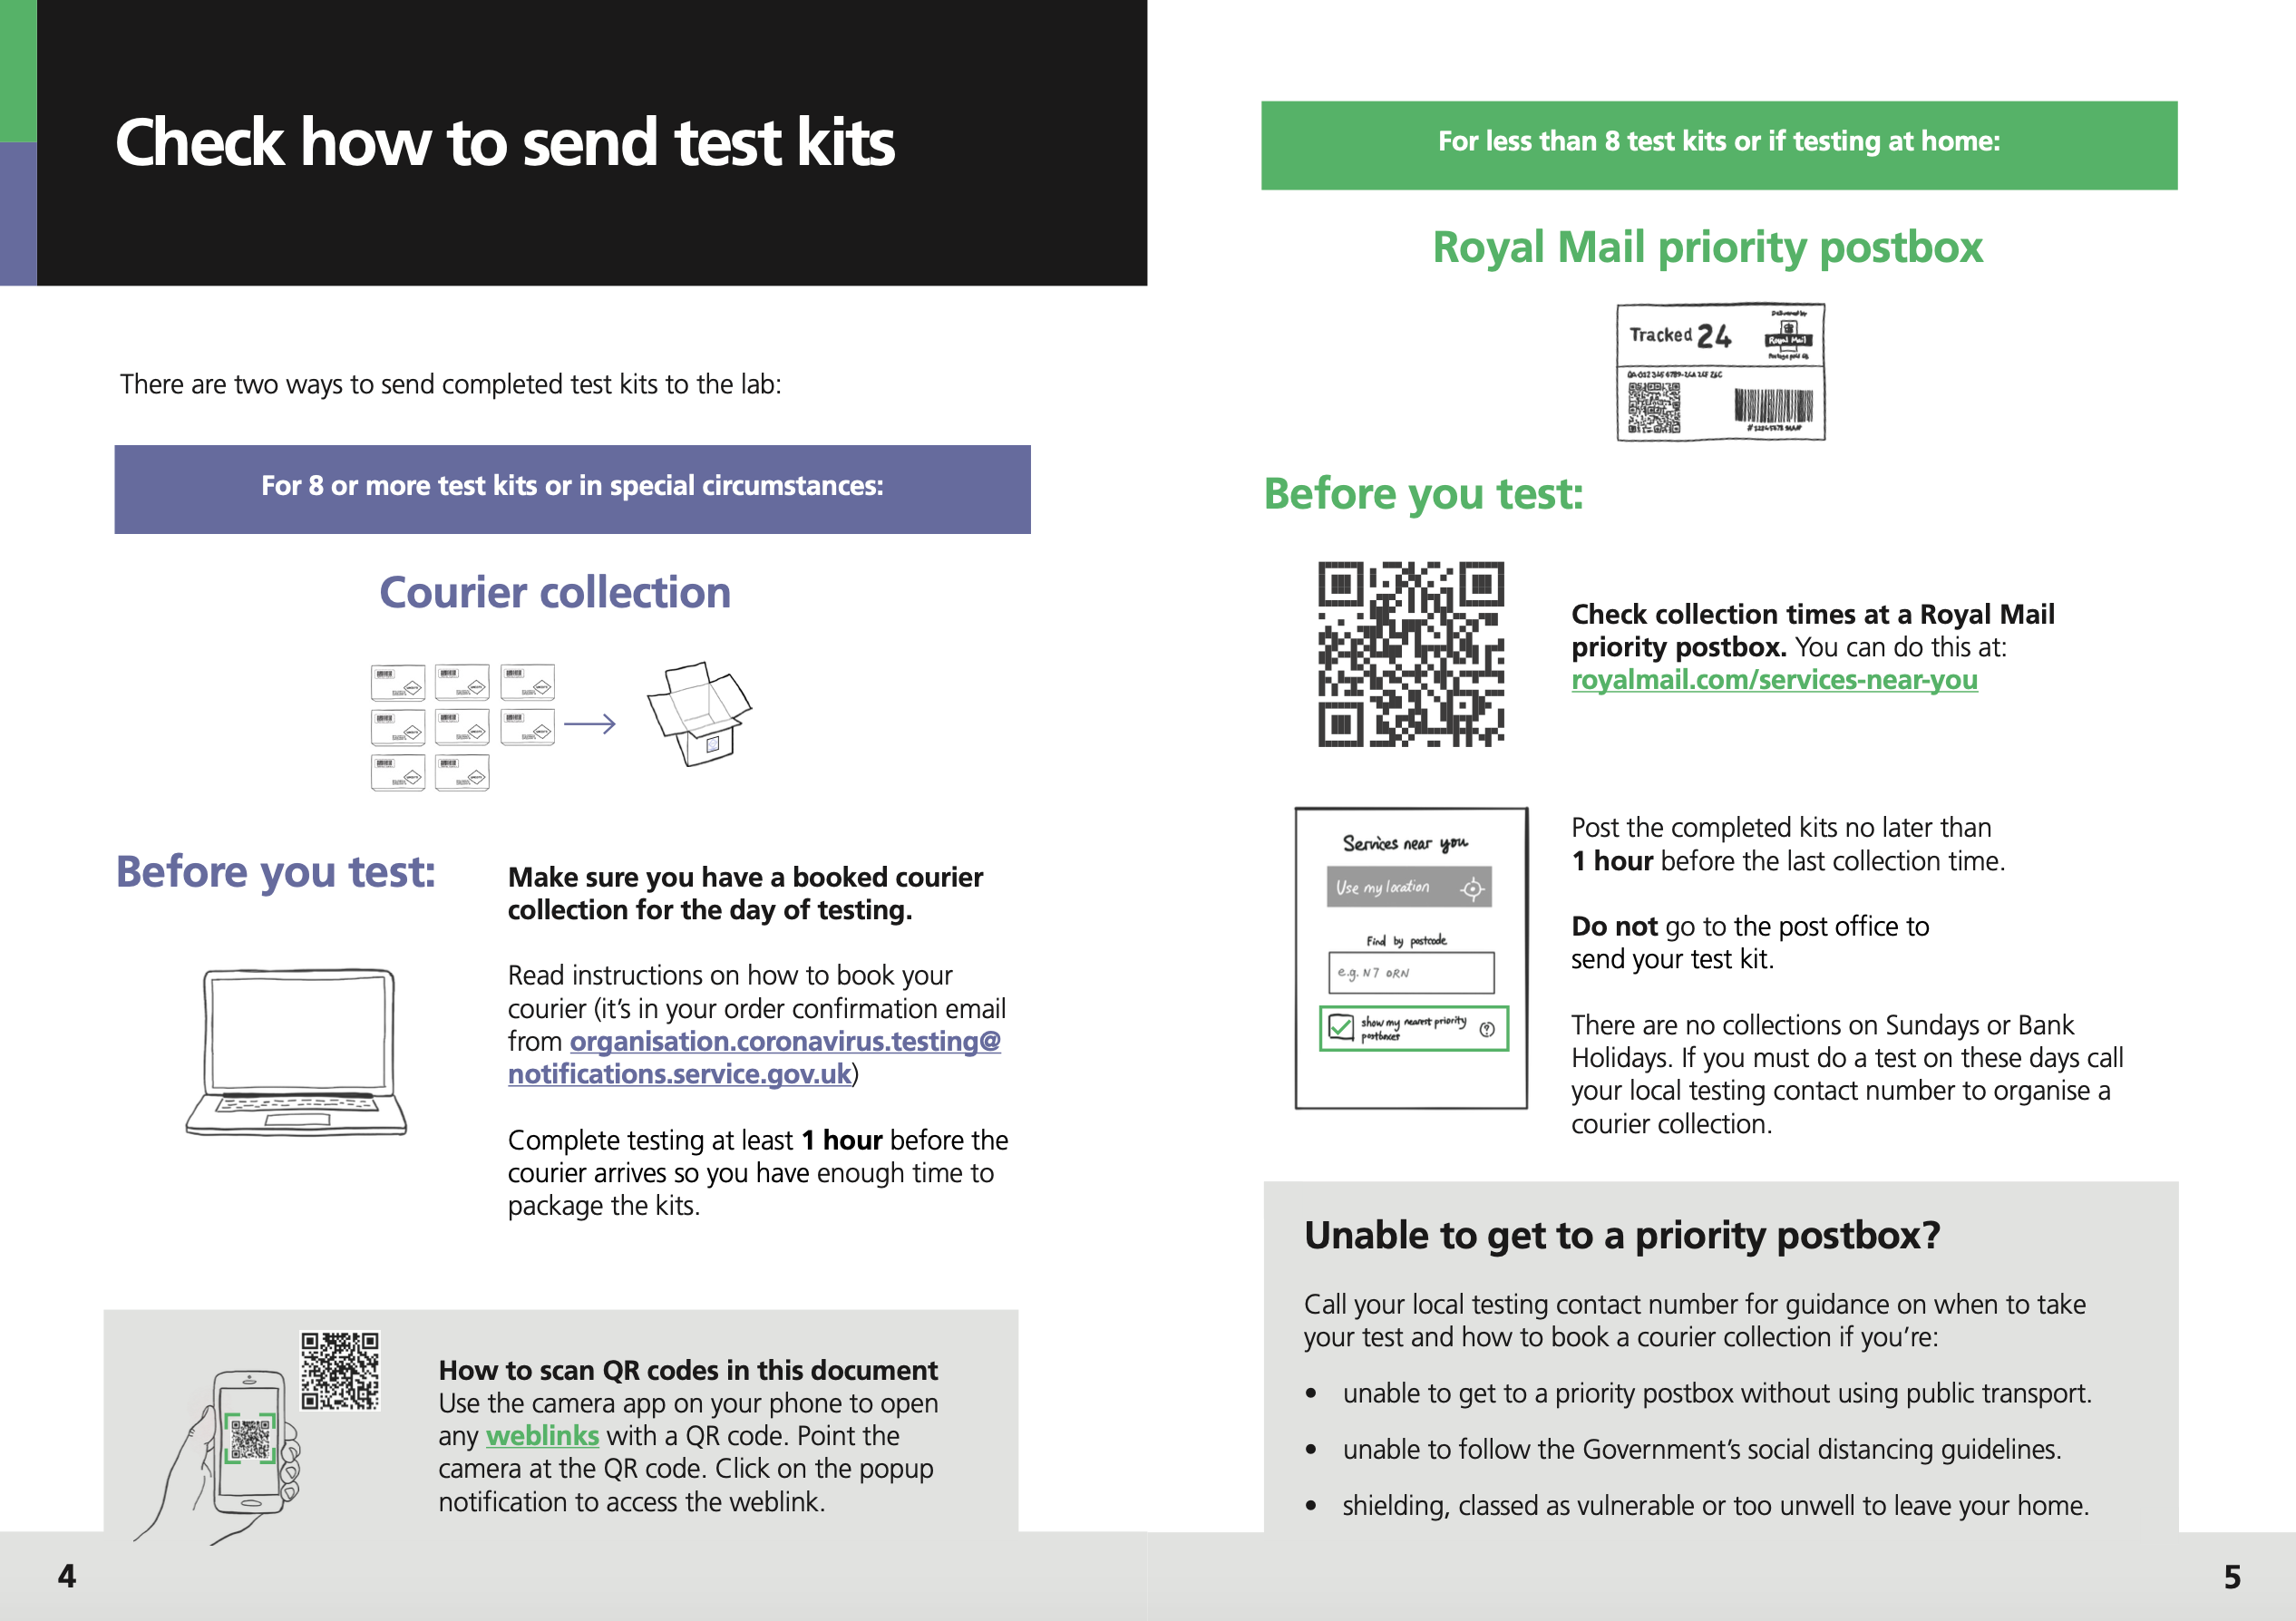 Check how to send test kits
There are two ways to send completed test kits to the lab:
For 8 or more test kits or in special circumstances:
Courier collection
Before you test:
Make sure you have a booked courier
collection for the day of testing.
Read instructions on how to book your
courier (it’s in your order confirmation email
from organisation.coronavirus.testing@
notifications.service.gov.uk)
Complete testing at least 1 hour before the
courier arrives so you have enough time to
package the kits.
How to scan QR codes in this document
Use the camera app on your phone to open
any weblinks with a QR code. Point the
camera at the QR code. Click on the popup
notification to access the weblink.
4
For less than 8 test kits or if testing at home:
Royal Mail priority postbox
Delivered by
Tracked 24
Royal Mail
Before you test:
Check collection times at a Royal Mail
priority postbox. You can do this at:
royalmail.com/services-near-you
Services near you
Use my location
Find by postcode
e.g. N7 0RN
show my nearest priority
postboxes
Post the completed kits no later than
1 hour before the last collection time.
Do not go to the post office to
send your test kit.
There are no collections on Sundays or Bank
Holidays. If you must do a test on these days call
your local testing contact number to organise a
courier collection.
Unable to get to a priority postbox?
Call your local testing contact number for guidance on when to take
your test and how to book a courier collection if you’re:
• unable to get to a priority postbox without using public transport.
• unable to follow the Government’s social distancing guidelines.
• shielding, classed as vulnerable or too unwell to leave your home.
5